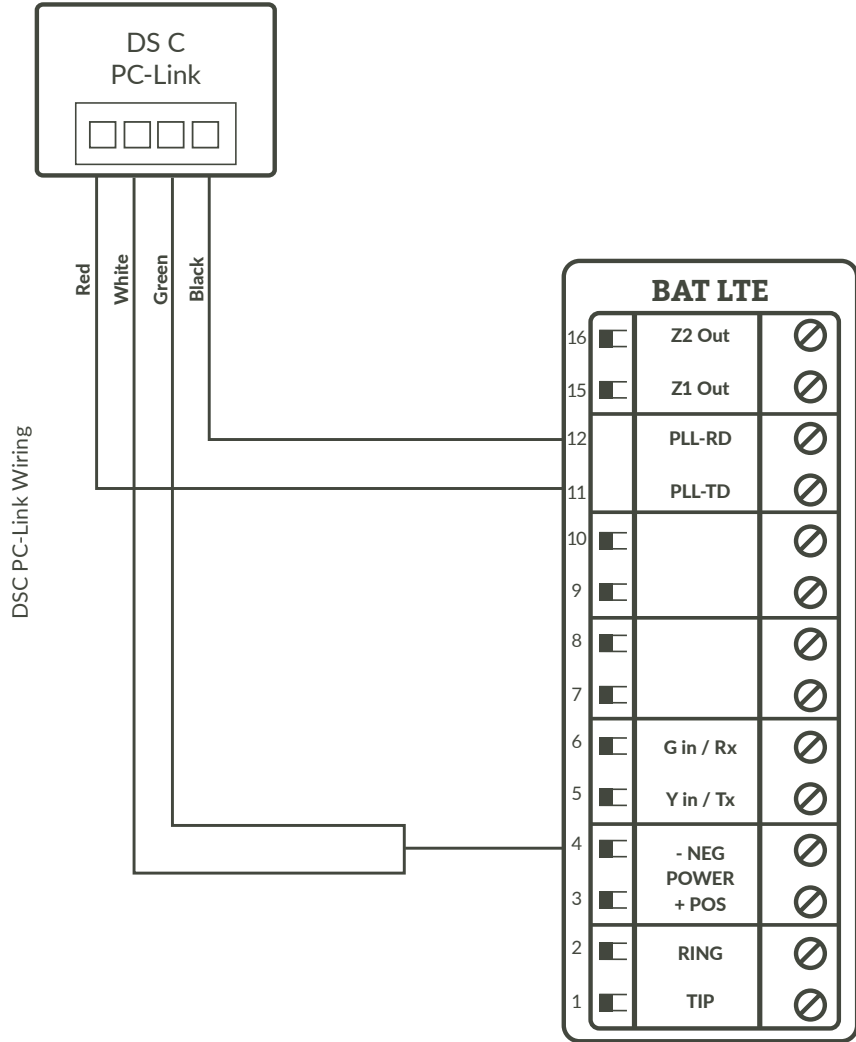 DS C
PC-Link
Red
White
Green
Black
DSC PC-Link Wiring
BAT LTE
16 Z2 Out
15 Z1 Out
12 PLL-RD
11 PLL-TD
10
9
8
7
6 G in / Rx
5 Y in / Tx
4 - NEG
POWER
3 + POS
2 RING
1 TIP